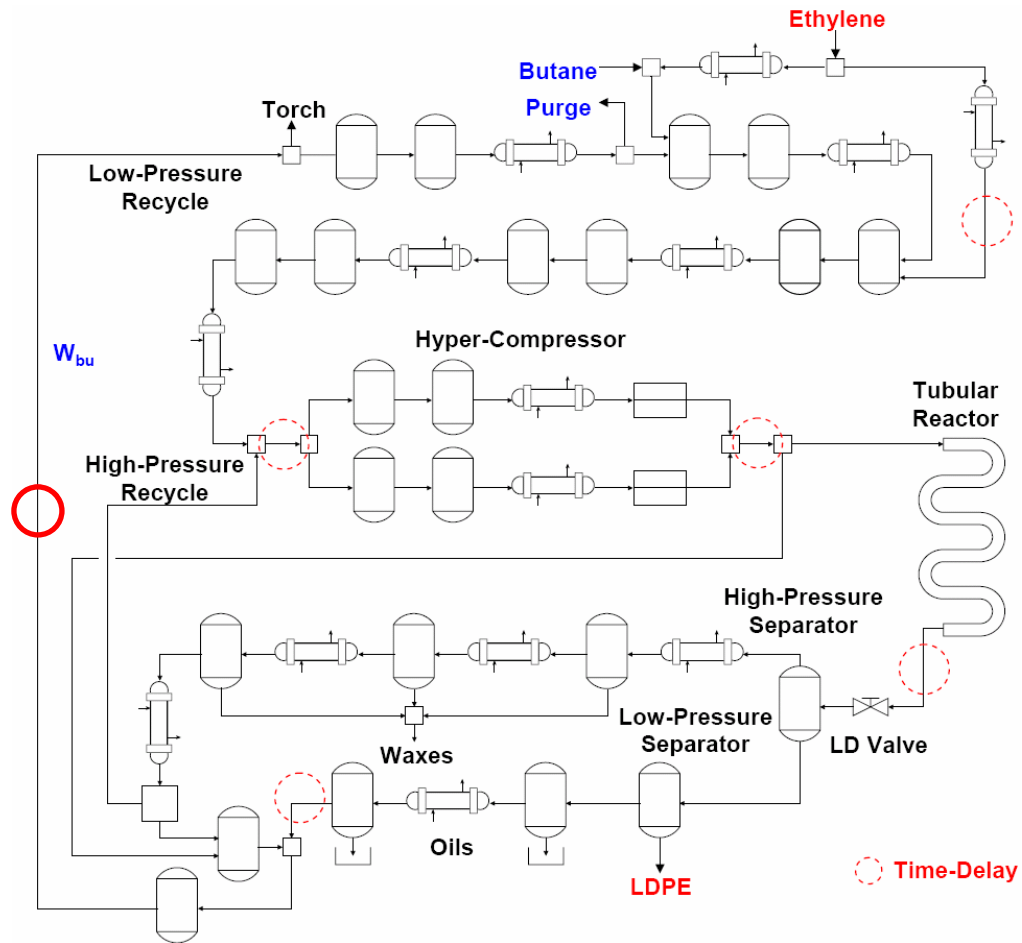 Ethylene
Butane
Purge
Torch
Low-Pressure
Recycle
W_bu
Hyper-Compressor
Tubular
Reactor
High-Pressure
Recycle
High-Pressure
Separator
Low-Pressure
Separator
LD Valve
Waxes
Oils
LDPE
Time-Delay